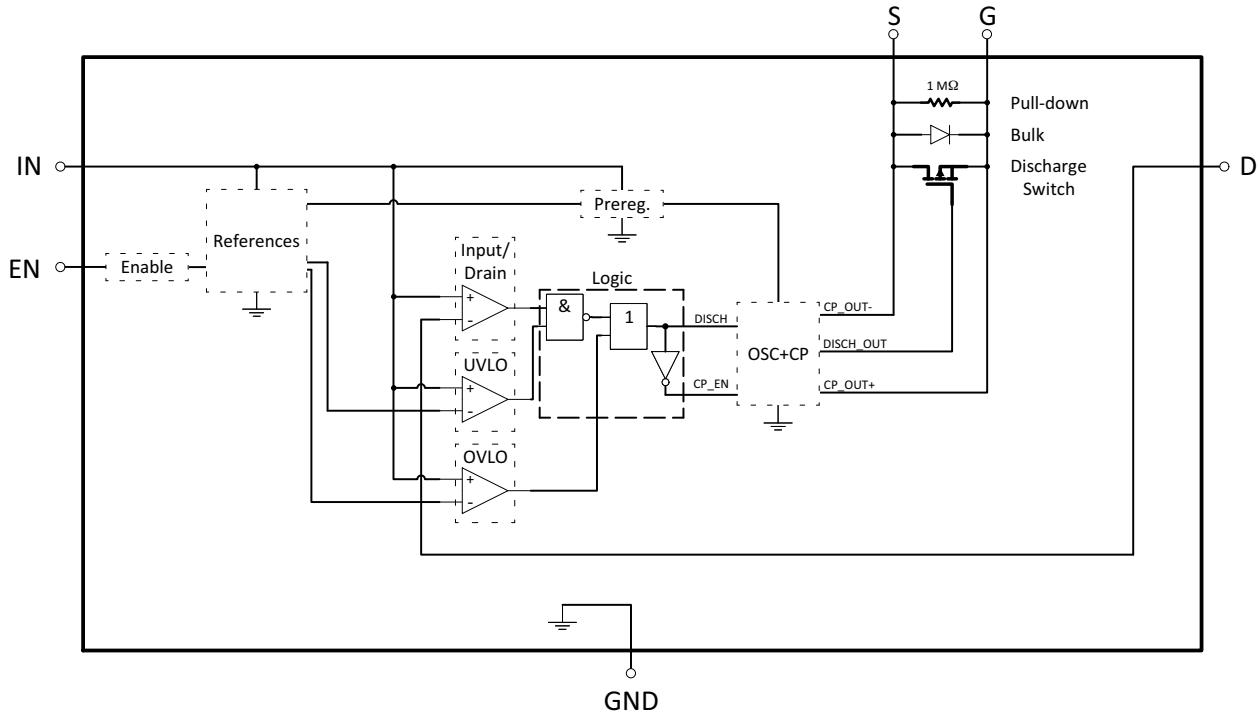 S
G
1 MΩ
Pull-down
Bulk
Discharge
Switch
IN
D
Prereg.
References
EN
Enable
Input/
Drain
+
-
Logic
&
1
DISCH
CP_EN
OSC+CP
CP_OUT-
DISCH_OUT
CP_OUT+
UVLO
+
-
OVLO
+
-
GND